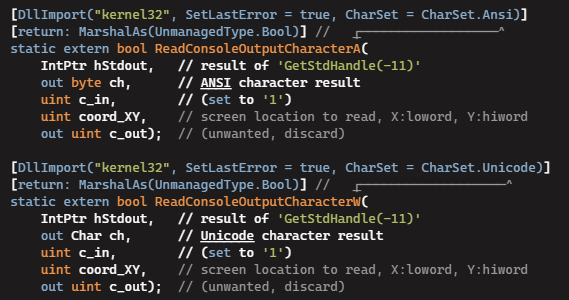 [DllImport("kernel32", SetLastError = true, CharSet = CharSet.Ansi)]
[return: MarshalAs(UnmanagedType.Bool)] //   ┌──────────────────^
static extern bool ReadConsoleOutputCharacterA(
    IntPtr hStdout,   // result of 'GetStdHandle(-11)'
    out byte ch,      // ANSI character result
    uint c_in,        // (set to '1')
    uint coord_XY,    // screen location to read, X:loword, Y:hiword
    out uint c_out);  // (unwanted, discard)

[DllImport("kernel32", SetLastError = true, CharSet = CharSet.Unicode)]
[return: MarshalAs(UnmanagedType.Bool)] //   ┌───────────────────^
static extern bool ReadConsoleOutputCharacterW(
    IntPtr hStdout,   // result of 'GetStdHandle(-11)'
    out Char ch,      // Unicode character result
    uint c_in,        // (set to '1')
    uint coord_XY,    // screen location to read, X:loword, Y:hiword
    out uint c_out);  // (unwanted, discard)